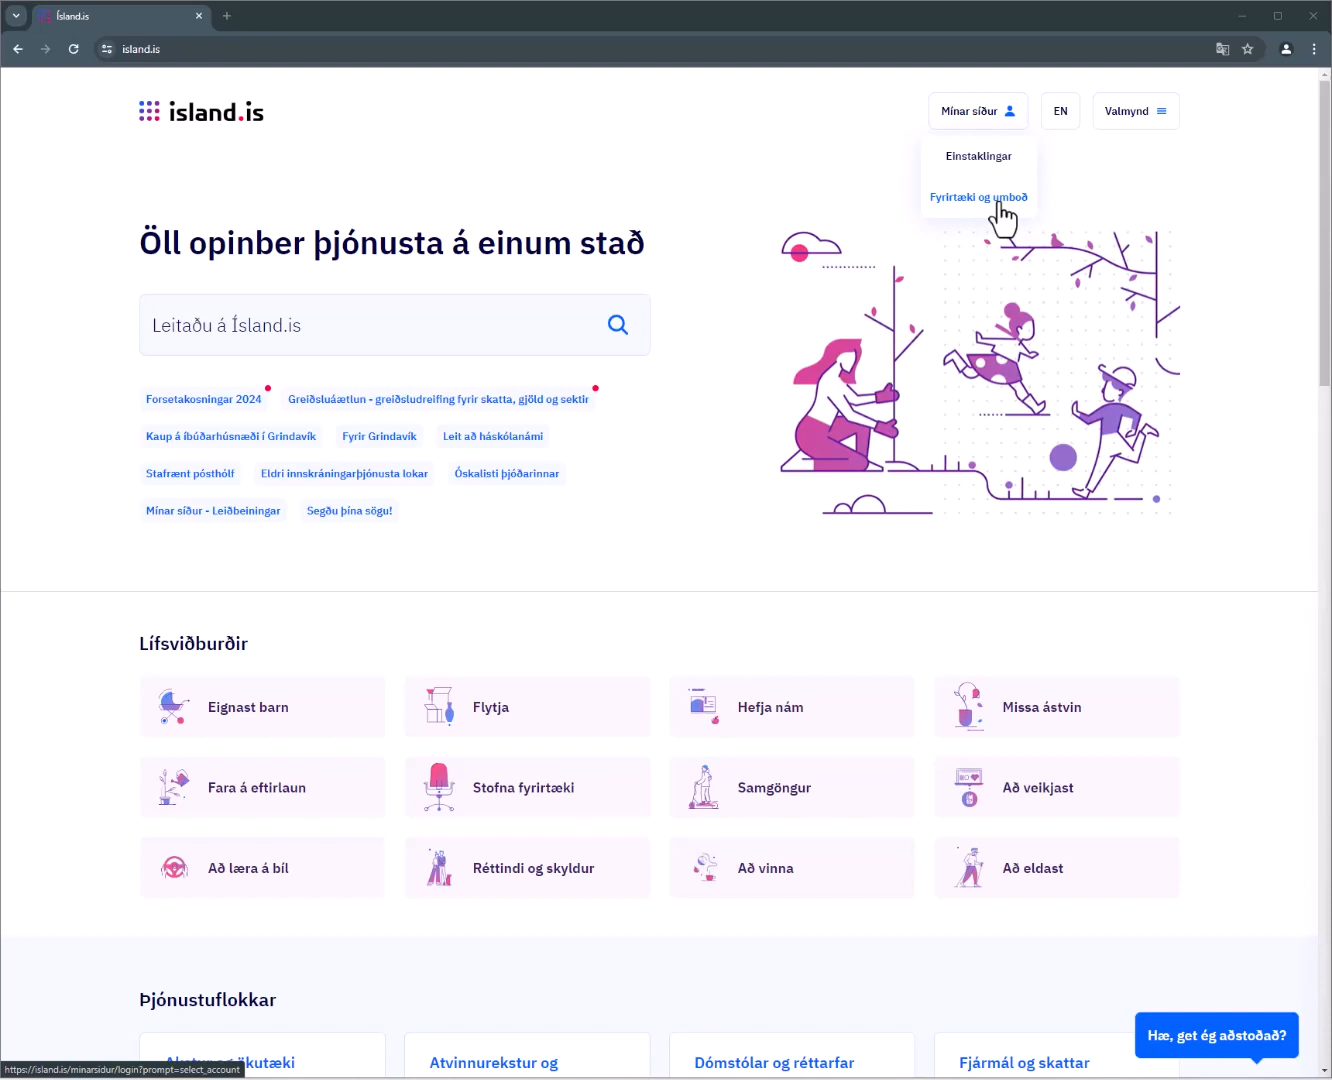 Ísland.is
island.is
island.is
Mínar síður
EN
Valmynd
Einstaklingar
Fyrirtæki og umboð
Öll opinber þjónusta á einum stað
Leitaðu á Ísland.is
Forsetakosningar 2024
Greiðsluáætlun - greiðsludreifing fyrir skatta, gjöld og sektir
Kaup á íbúðarhúsnæði í Grindavík
Fyrir Grindavík
Leit að háskólanámi
Stafrænt pósthólf
Eldri innskráningarþjónusta lokar
Óskalisti þjóðarinnar
Mínar síður - Leiðbeiningar
Segðu þína sögu!
Lífsviðburðir
Eignast barn
Flytja
Hefja nám
Missa ástvin
Fara á eftirlaun
Stofna fyrirtæki
Samgöngur
Að veikjast
Að læra á bíl
Réttindi og skyldur
Að vinna
Að eldast
Þjónustuflokkar
Akstur og ökutæki
Atvinnurekstur og
Dómstólar og réttarfar
Fjármál og skattar
Hæ, get ég aðstoðað?
https://island.is/minarsidur/login?prompt=select_account